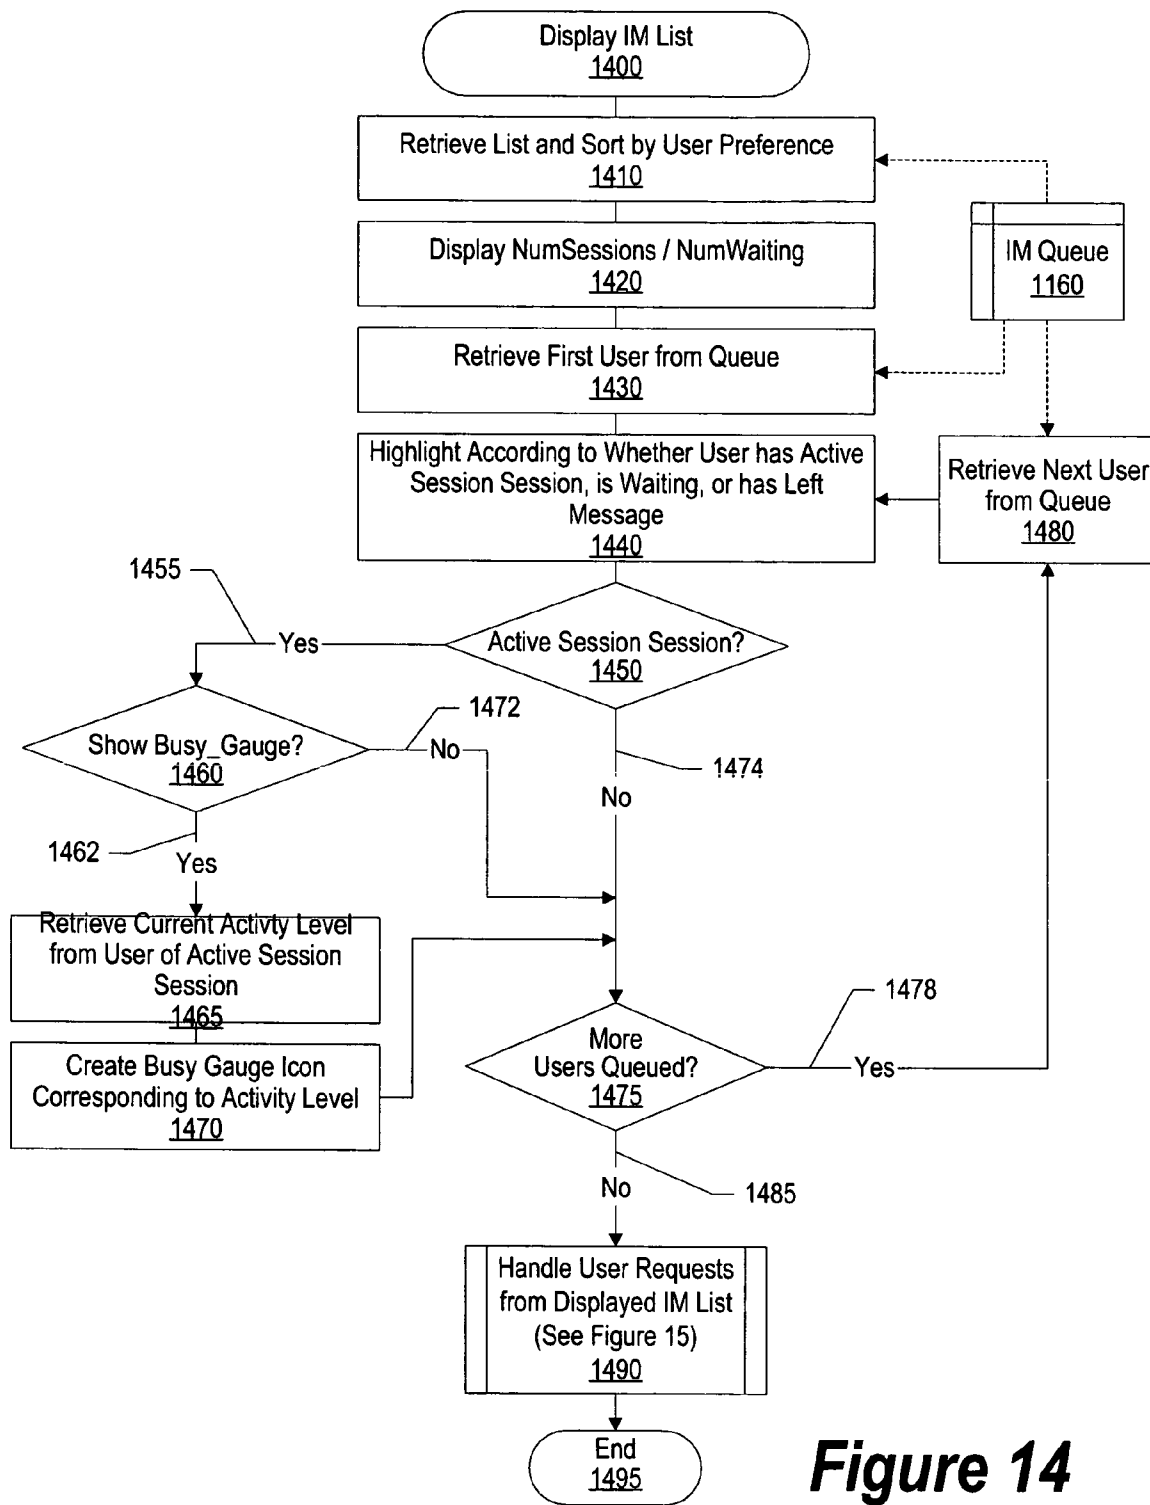 Display IM List
1400
Retrieve List and Sort by User Preference
1410
Display NumSessions / NumWaiting
1420
IM Queue
1160
Retrieve First User from Queue
1430
Highlight According to Whether User has Active
Session Session, is Waiting, or has Left
Message
1440
Retrieve Next User
from Queue
1480
1455
Yes
Active Session Session?
1450
1472
Show Busy_Gauge?
1460
No
1474
No
1462
Yes
Retrieve Current Activty Level
from User of Active Session
Session
1465
Create Busy Gauge Icon
Corresponding to Activity Level
1470
1478
More
Users Queued?
1475
Yes
1485
No
Handle User Requests
from Displayed IM List
(See Figure 15)
1490
End
1495
Figure 14